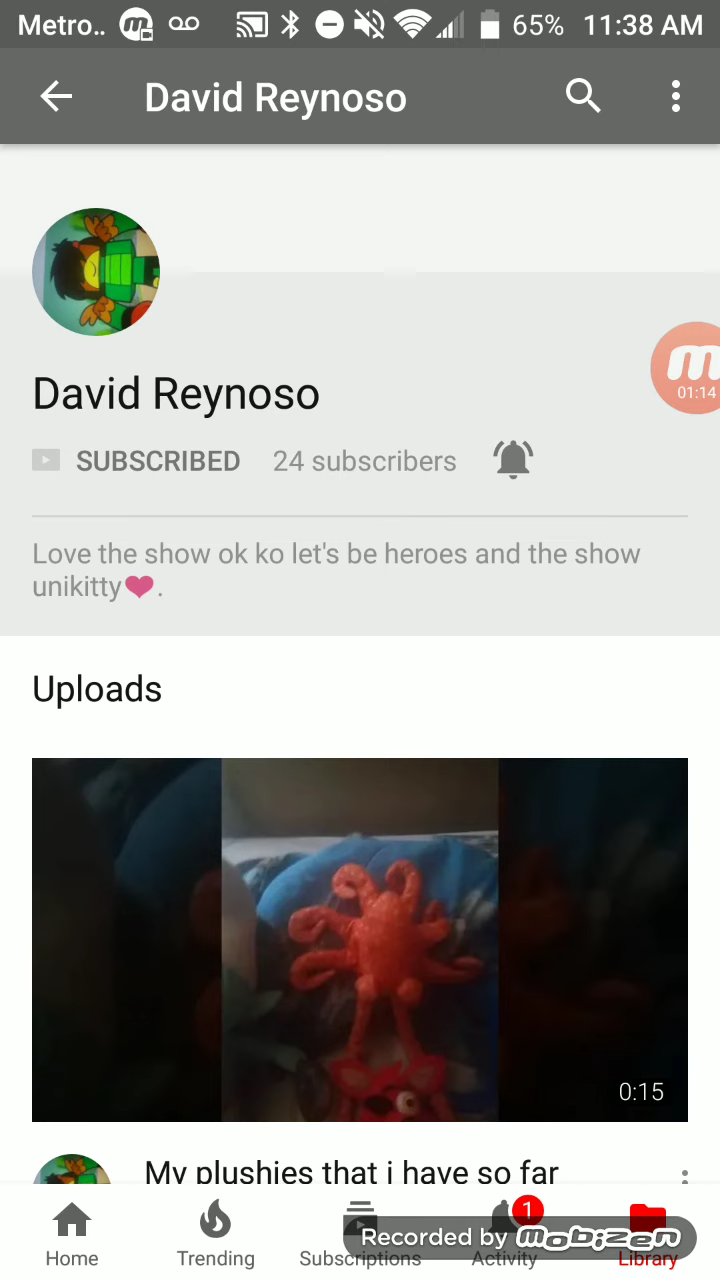 Metro.. 65% 11:38 AM
David Reynoso
01:14
David Reynoso
SUBSCRIBED 24 subscribers
Love the show ok ko let's be heroes and the show
unikitty❤.
Uploads
0:15
My plushies that i have so far
1
Recorded by mobizen
Home Trending Subscriptions Activity Library